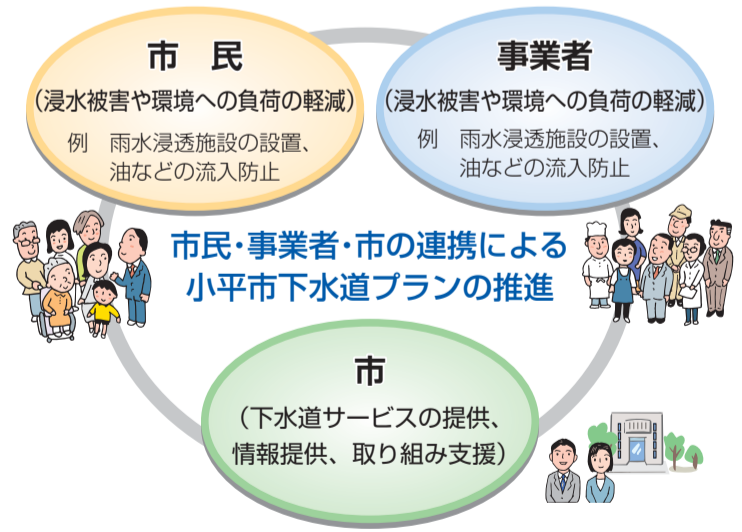 市 民
(浸水被害や環境への負荷の軽減)
例 雨水浸透施設の設置、
油などの流入防止
事業者
(浸水被害や環境への負荷の軽減)
例 雨水浸透施設の設置、
油などの流入防止
市民・事業者・市の連携による
小平市下水道プランの推進
市
(下水道サービスの提供、
情報提供、取り組み支援)